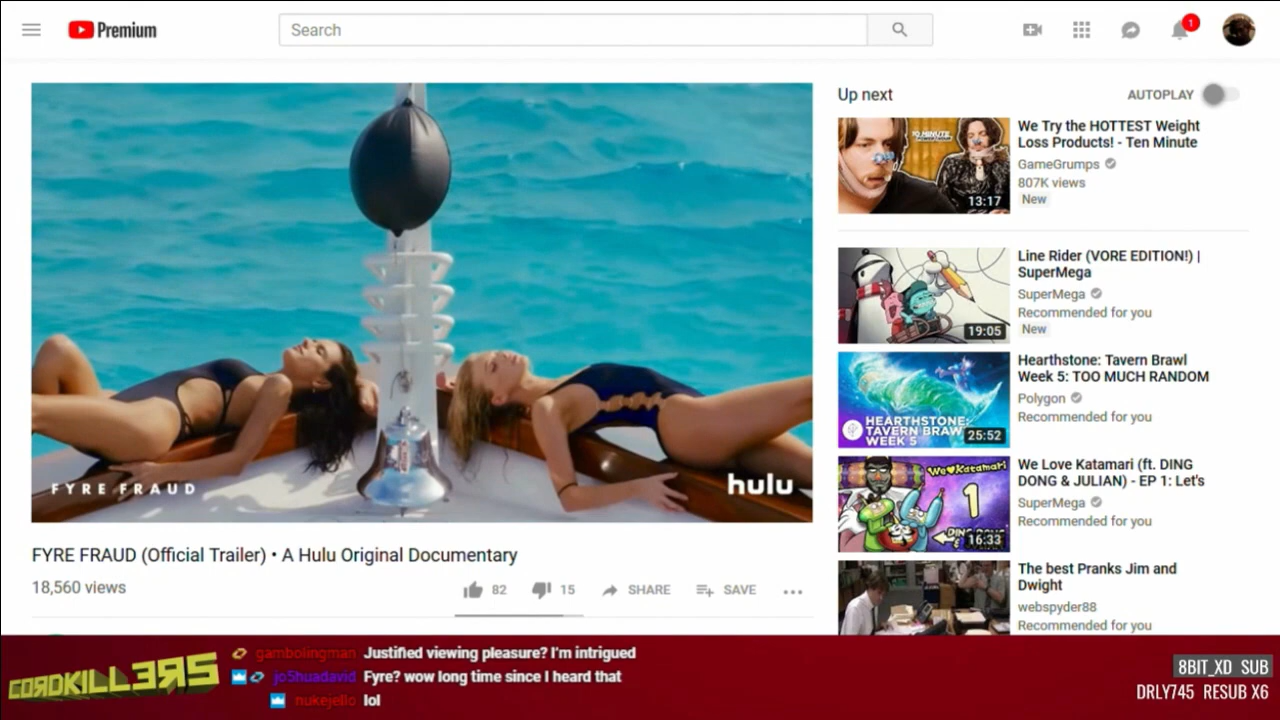 Premium
Search
1
FYRE FRAUD
hulu
FYRE FRAUD (Official Trailer) • A Hulu Original Documentary
18,560 views
82
15
SHARE
SAVE
Up next
AUTOPLAY
10 MINUTE
13:17
We Try the HOTTEST Weight
Loss Products! - Ten Minute
GameGrumps
807K views
New
19:05
Line Rider (VORE EDITION!) |
SuperMega
SuperMega
Recommended for you
New
HEARTHSTONE:
TAVERN BRAWL
WEEK 5
25:52
Hearthstone: Tavern Brawl
Week 5: TOO MUCH RANDOM
Polygon
Recommended for you
We♥Katamari
1
16:33
We Love Katamari (ft. DING
DONG & JULIAN) - EP 1: Let's
SuperMega
Recommended for you
The best Pranks Jim and
Dwight
webspyder88
Recommended for you
CORDKILLERS
gambolingman Justified viewing pleasure? I'm intrigued
jo5huadavid Fyre? wow long time since I heard that
nukejello lol
8BIT_XD SUB
DRLY745 RESUB X6